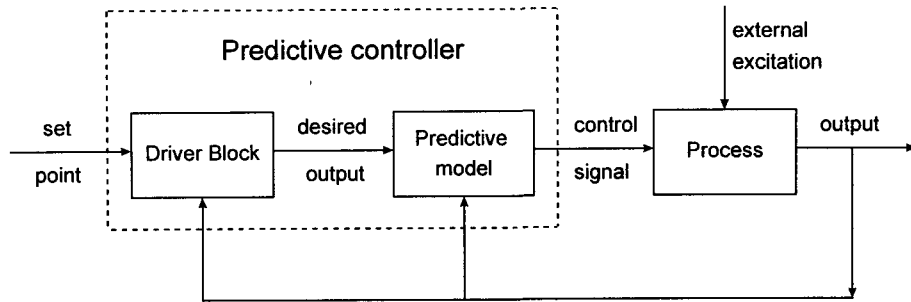 Predictive controller
external
excitation
set
point
Driver Block
desired
output
Predictive
model
control
signal
Process
output